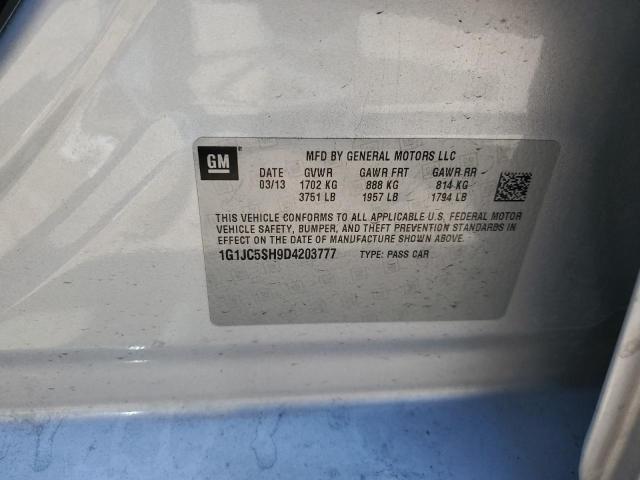 GM
MFD BY GENERAL MOTORS LLC
DATE GVWR GAWR FRT GAWR RR
03/13 1702 KG 888 KG 814 KG
3751 LB 1957 LB 1794 LB
THIS VEHICLE CONFORMS TO ALL APPLICABLE U.S. FEDERAL MOTOR
VEHICLE SAFETY, BUMPER, AND THEFT PREVENTION STANDARDS IN
EFFECT ON THE DATE OF MANUFACTURE SHOWN ABOVE.
1G1JC5SH9D4203777 TYPE: PASS CAR